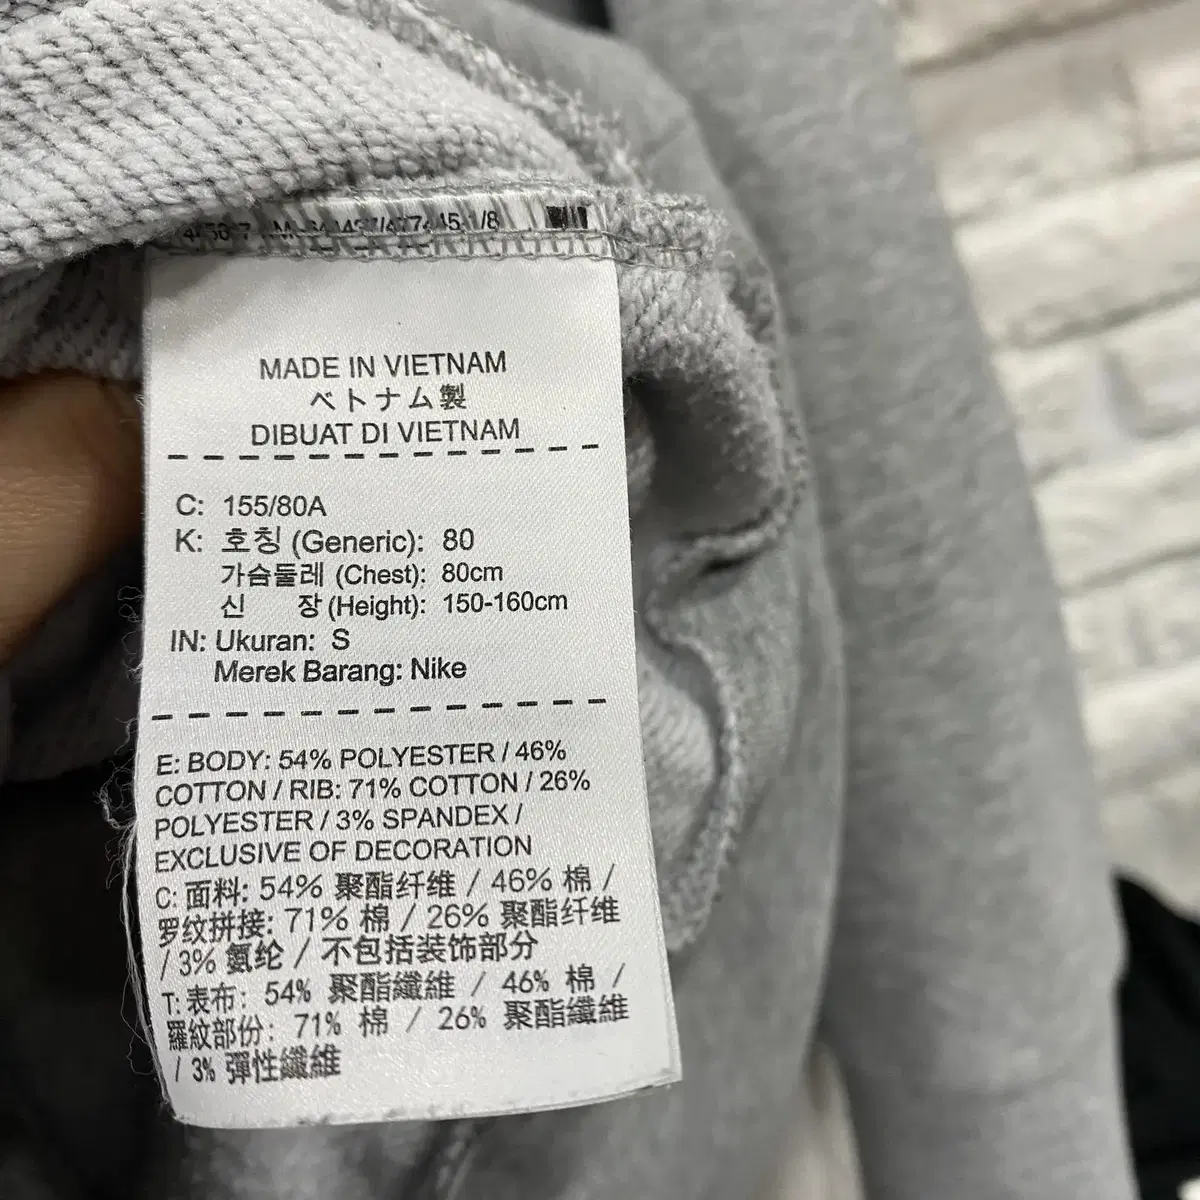 MADE IN VIETNAM
ベトナム製
DIBUAT DI VIETNAM
C: 155/80A
K: 호칭 (Generic): 80
가슴둘레 (Chest): 80cm
신 장 (Height): 150-160cm
IN: Ukuran: S
Merek Barang: Nike
E: BODY: 54% POLYESTER / 46%
COTTON / RIB: 71% COTTON / 26%
POLYESTER / 3% SPANDEX /
EXCLUSIVE OF DECORATION
C: 面料: 54% 聚酯纤维 / 46% 棉 /
罗纹拼接: 71% 棉 / 26% 聚酯纤维
/ 3% 氨纶 / 不包括装饰部分
T: 表布: 54% 聚酯纖維 / 46% 棉 /
羅紋部份: 71% 棉 / 26% 聚酯纖維
/ 3% 彈性纖維